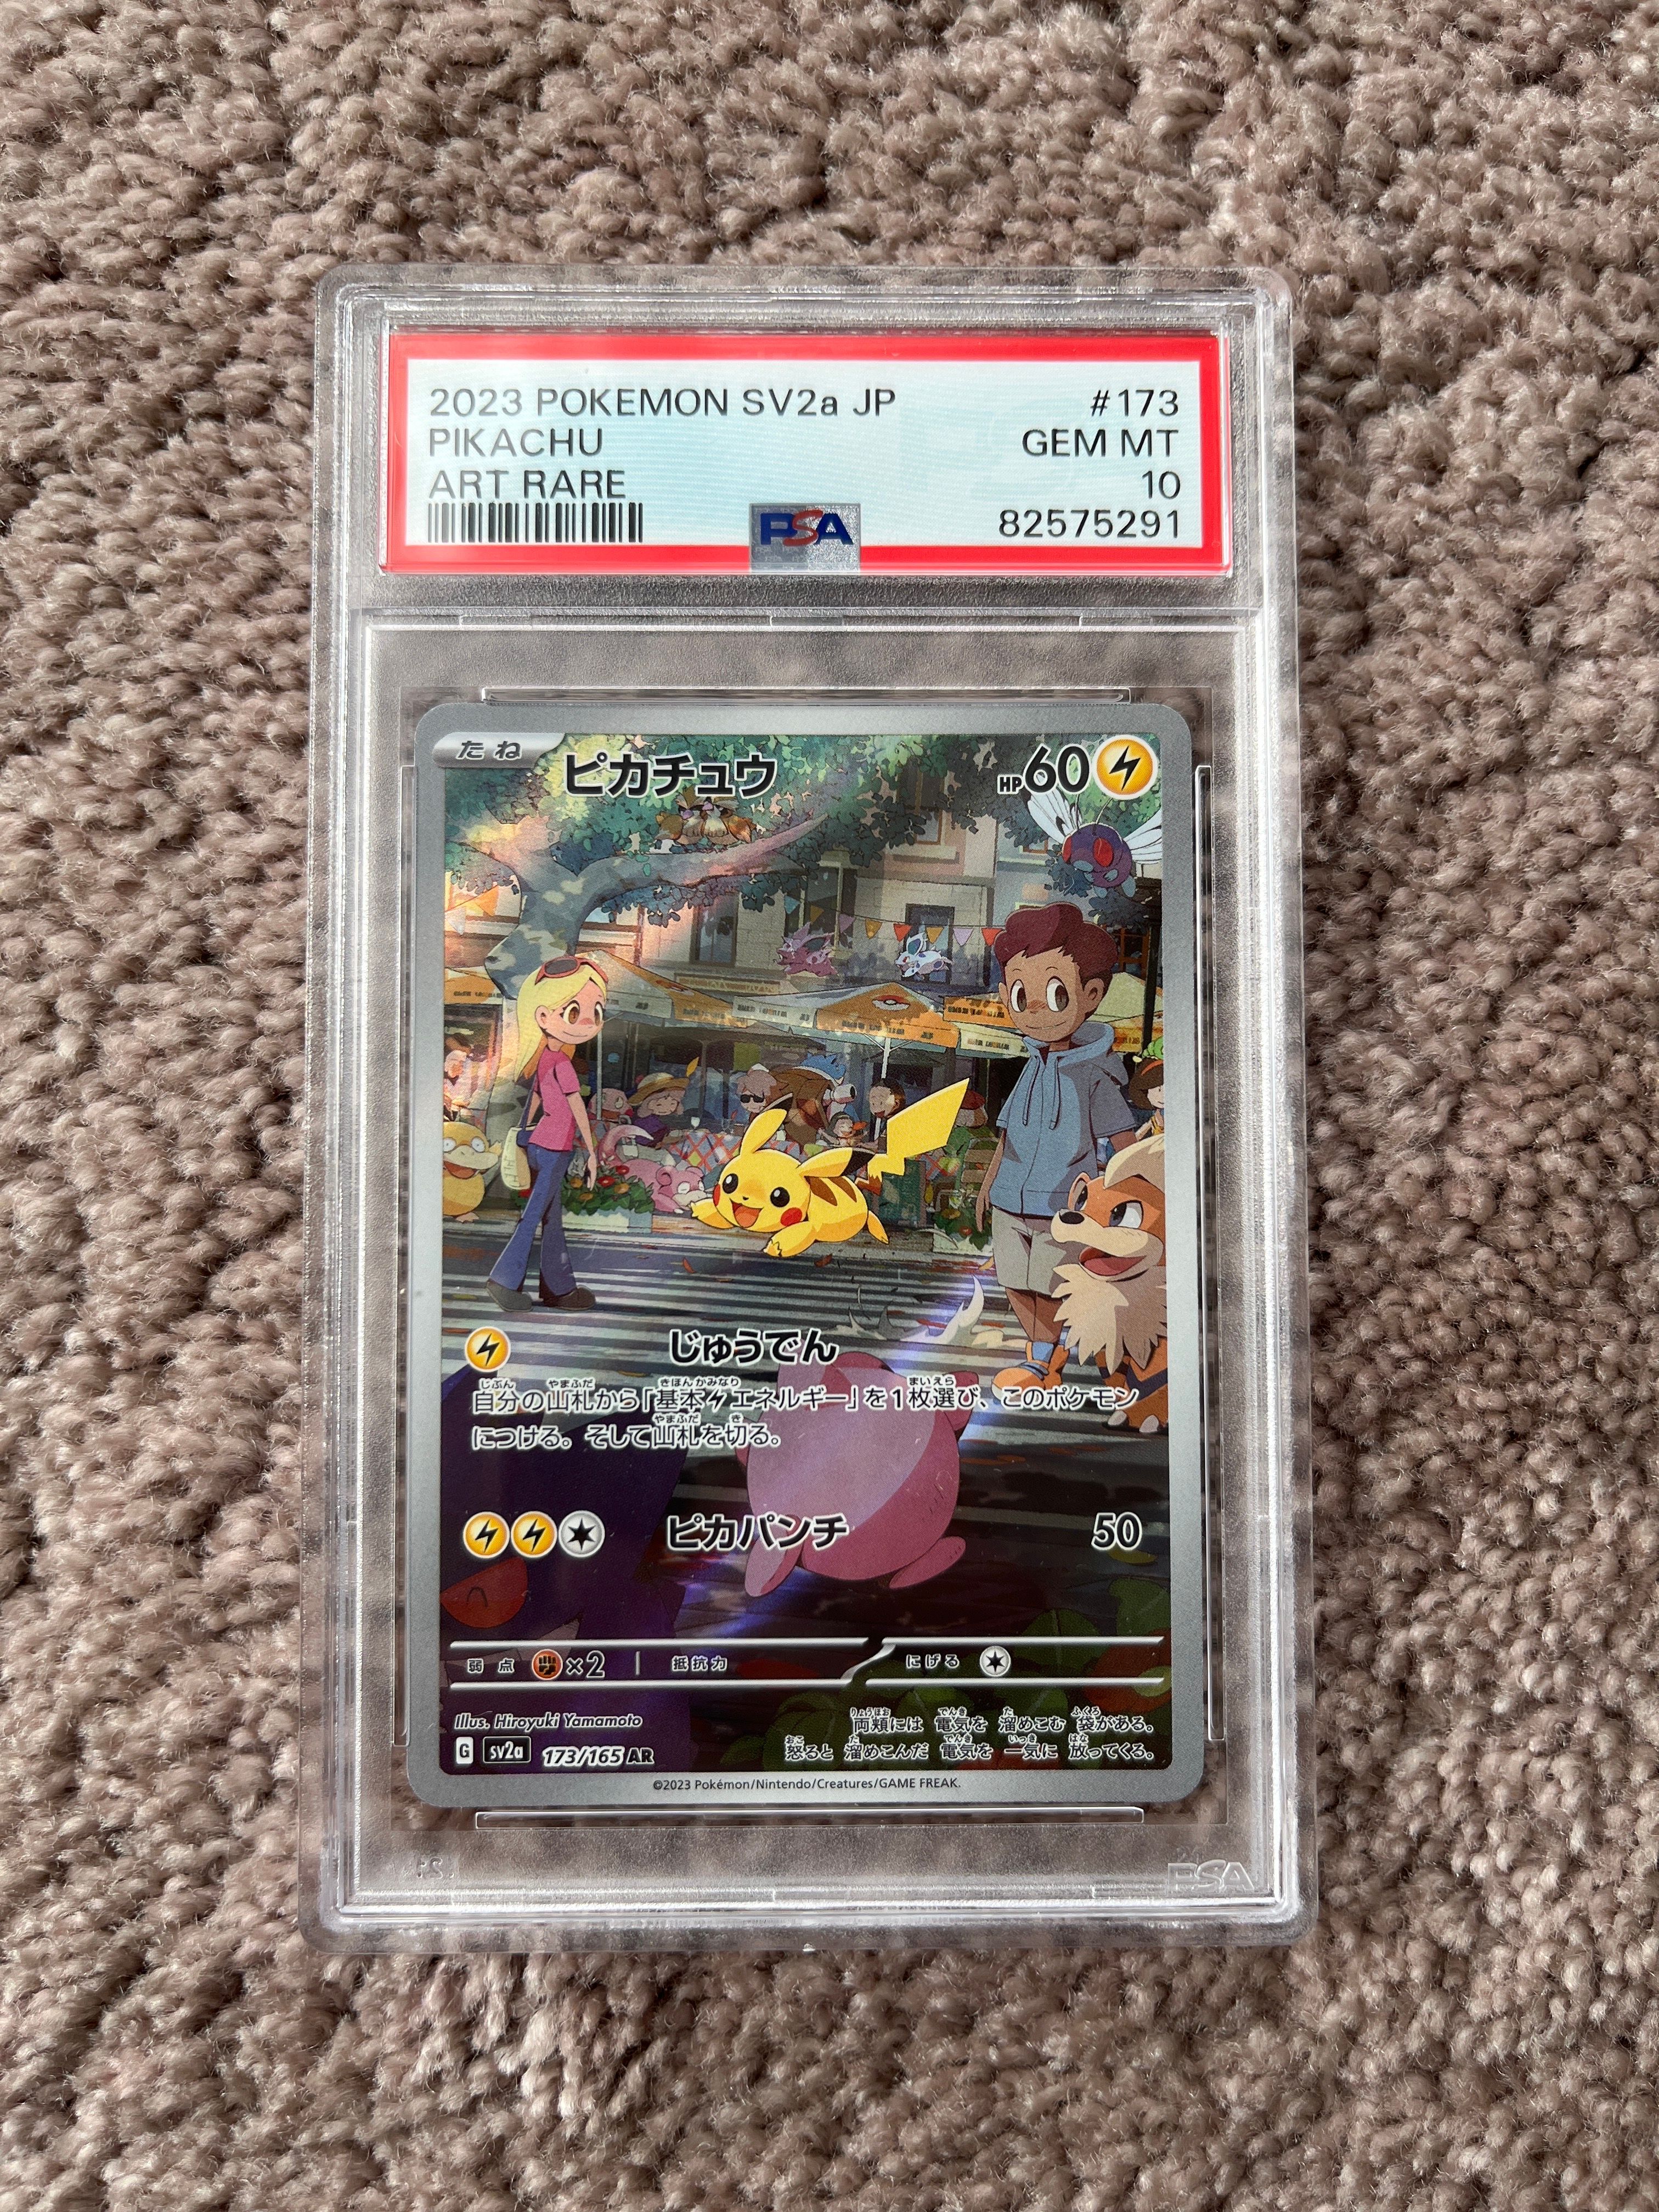 2023 POKEMON SV2a JP #173
PIKACHU GEM MT
ART RARE 10
PSA 82575291
たね ピカチュウ HP60
じゅうでん
自分の山札から「基本エネルギー」を1枚選び、このポケモン
につける。そして山札を切る。
ピカパンチ 50
弱点 ×2 抵抗力 にげる
Illus. Hiroyuki Yamamoto
両頬には 電気を 溜めこむ 袋がある。
怒ると 溜めこんだ 電気を 一気に 放ってくる。
G sv2a 173/165 AR
©2023 Pokémon/Nintendo/Creatures/GAME FREAK.
PSA